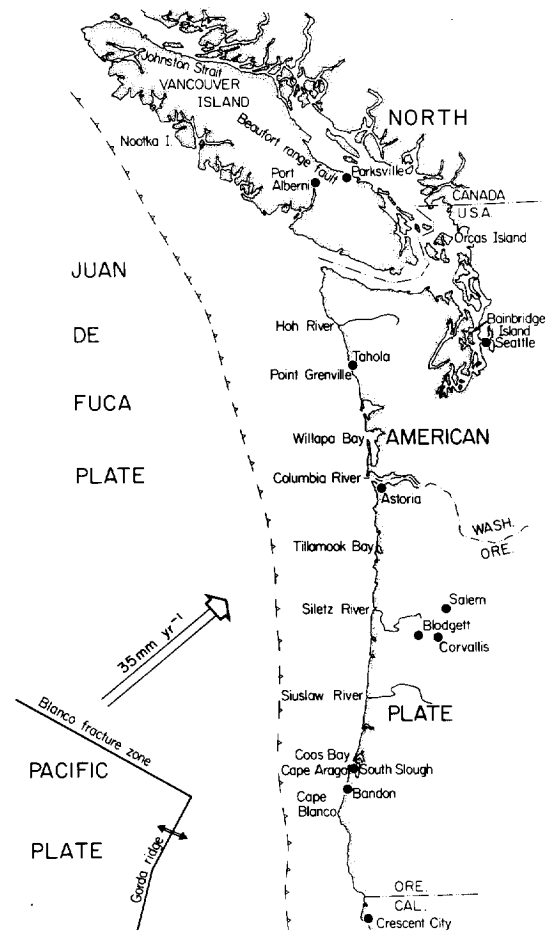 Johnston Strait
VANCOUVER
ISLAND
NORTH
Nootka I.
Beaufort range fault
Port
Alberni
Parksville
CANADA
U.S.A.
Orcas Island
JUAN
DE
FUCA
PLATE
Hoh River
Bainbridge
Island
Seattle
Tahola
Point Grenville
Willapa Bay
AMERICAN
Columbia River
Astoria
WASH.
ORE.
Tillamook Bay
35mm yr⁻¹
Siletz River
Salem
Blodgett
Corvallis
Siuslaw River
PLATE
Blanco fracture zone
PACIFIC
PLATE
Gorda ridge
Coos Bay
Cape Arago
South Slough
Cape
Blanco
Bandon
ORE.
CAL.
Crescent City